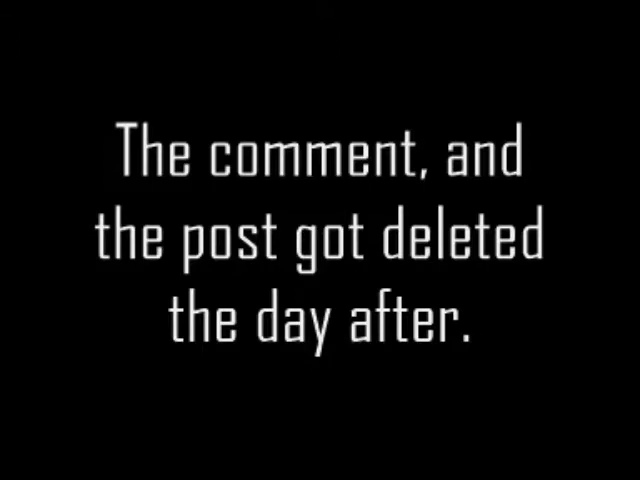 The comment, and
the post got deleted
the day after.